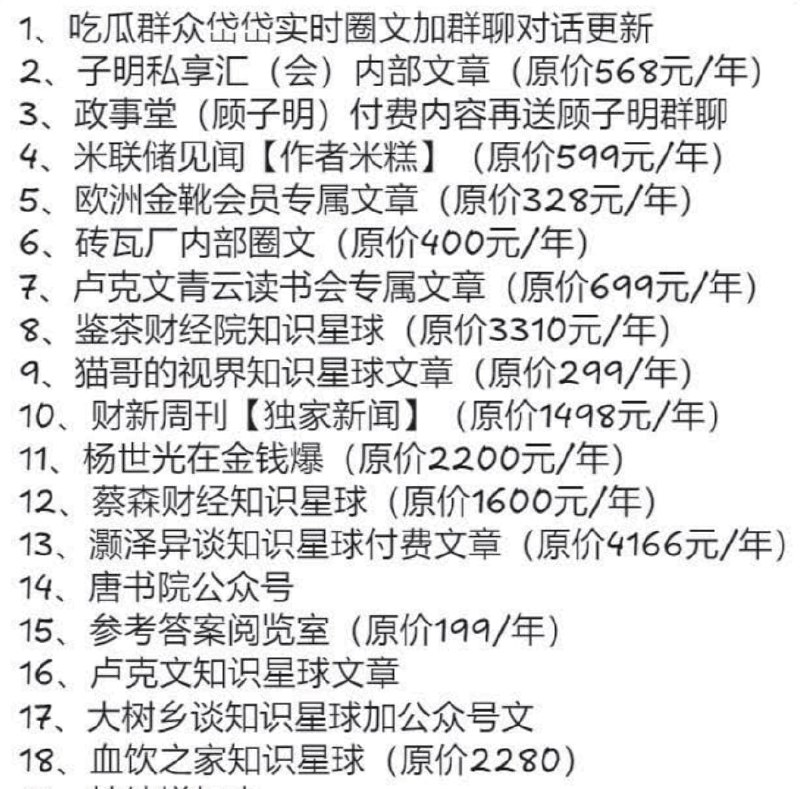 1、吃瓜群众岱岱实时圈文加群聊对话更新
2、子明私享汇（会）内部文章（原价568元/年）
3、政事堂（顾子明）付费内容再送顾子明群聊
4、米联储见闻【作者米糕】（原价599元/年）
5、欧洲金靴会员专属文章（原价328元/年）
6、砖瓦厂内部圈文（原价400元/年）
7、卢克文青云读书会专属文章（原价699元/年）
8、鉴茶财经院知识星球（原价3310元/年）
9、猫哥的视界知识星球文章（原价299/年）
10、财新周刊【独家新闻】（原价1498元/年）
11、杨世光在金钱爆（原价2200元/年）
12、蔡森财经知识星球（原价1600元/年）
13、灏泽异谈知识星球付费文章（原价4166元/年）
14、唐书院公众号
15、参考答案阅览室（原价199/年）
16、卢克文知识星球文章
17、大树乡谈知识星球加公众号文
18、血饮之家知识星球（原价2280）